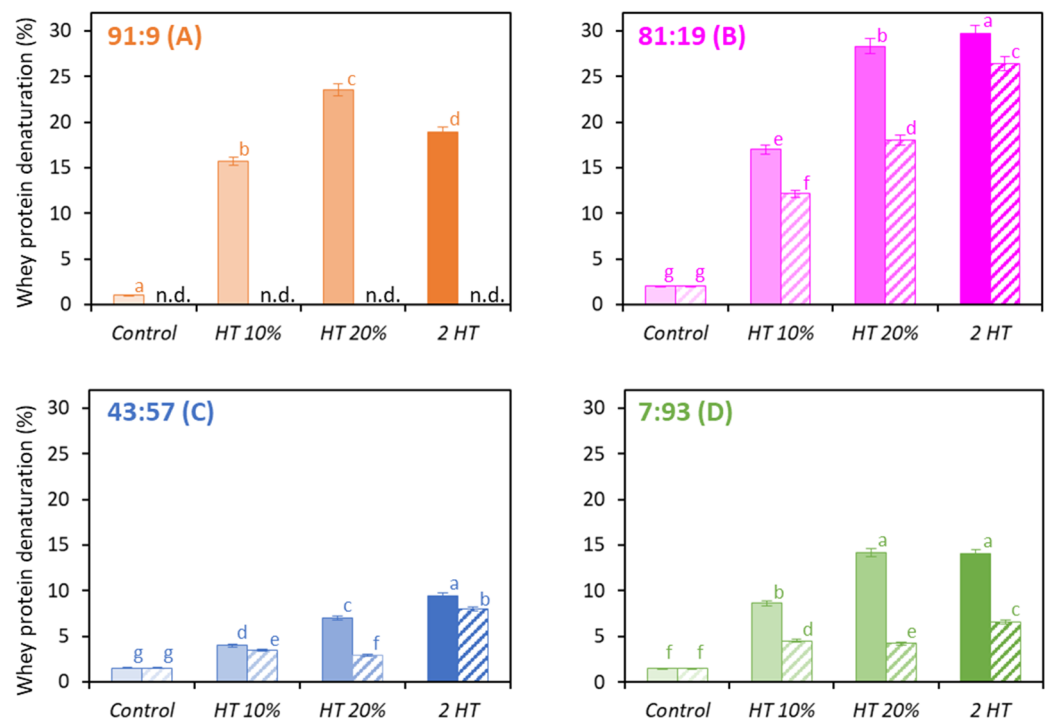 91:9 (A)
Whey protein denaturation (%)
30
25
20
15
10
5
0
a
n.d.
b
n.d.
c
n.d.
d
n.d.
Control
HT 10%
HT 20%
2 HT
81:19 (B)
30
25
20
15
10
5
0
g
g
e
f
b
d
a
c
Control
HT 10%
HT 20%
2 HT
43:57 (C)
Whey protein denaturation (%)
30
25
20
15
10
5
0
g
g
d
e
c
f
a
b
Control
HT 10%
HT 20%
2 HT
7:93 (D)
30
25
20
15
10
5
0
f
f
b
d
a
e
a
c
Control
HT 10%
HT 20%
2 HT